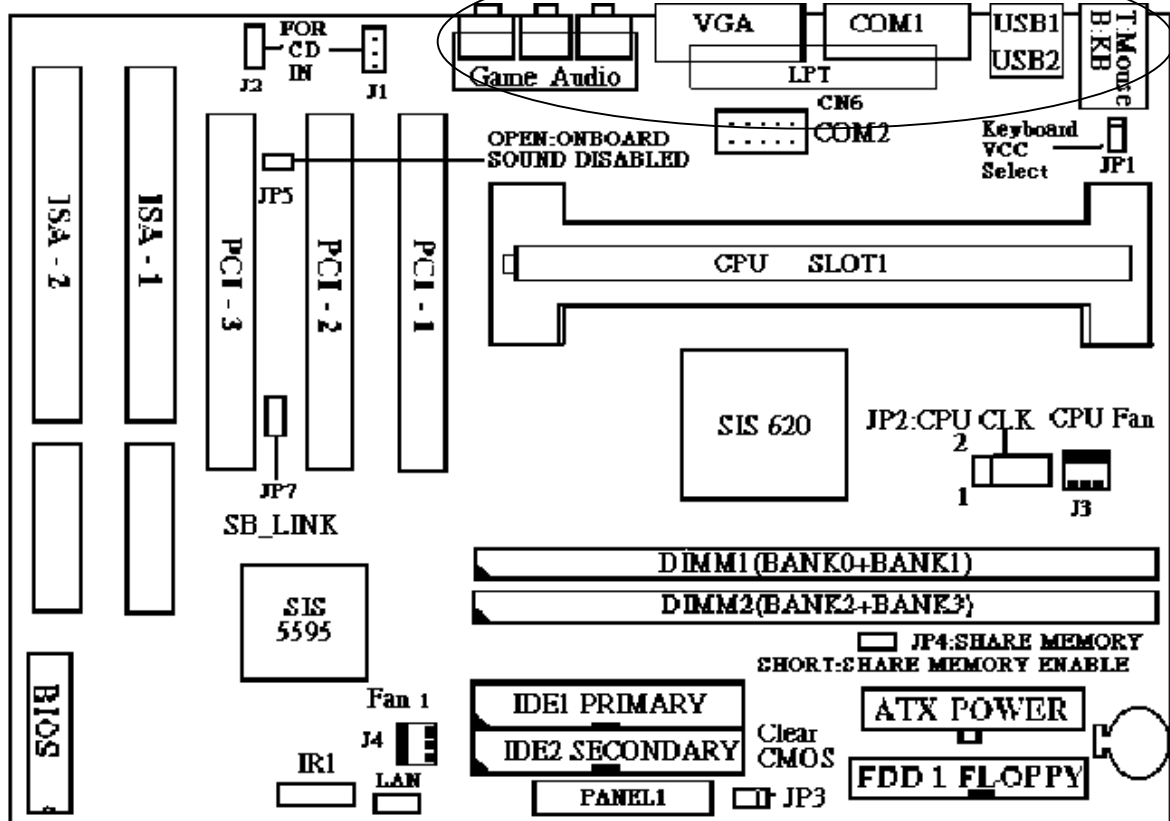 FOR
CD
IN
J2
J1
Game Audio
VGA
COM1
LPT
USB1
USB2
T:Mouse
B:KB
CN6
COM2
Keyboard
VCC
Select
JP1
OPEN:ONBOARD
SOUND DISABLED
JP5
ISA - 2
ISA - 1
PCI - 3
PCI - 2
PCI - 1
CPU SLOT1
SIS 620
JP2:CPU CLK
CPU Fan
2
1
J3
JP7
SB_LINK
SIS
5595
DIMM1(BANK0+BANK1)
DIMM2(BANK2+BANK3)
JP4:SHARE MEMORY
SHORT:SHARE MEMORY ENABLE
BIOS
Fan 1
J4
IR1
LAN
IDE1 PRIMARY
IDE2 SECONDARY
PANEL1
Clear
CMOS
JP3
ATX POWER
FDD 1 FLOPPY